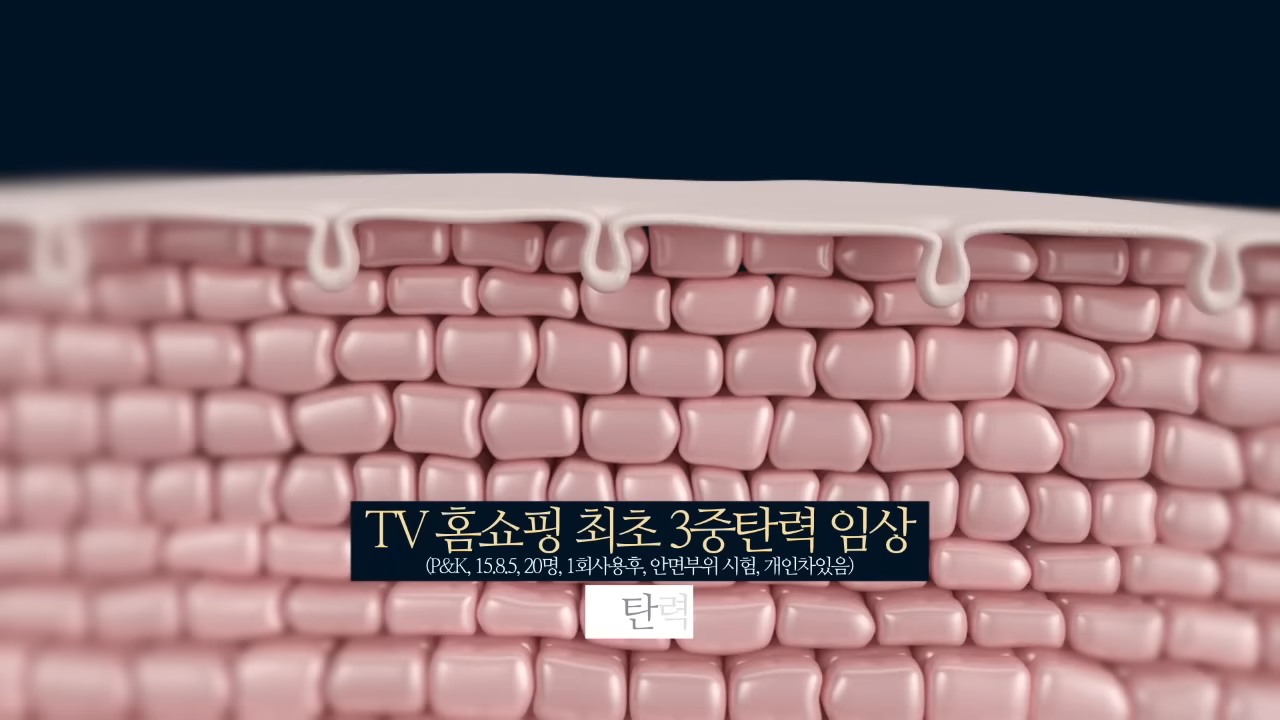 TV 홈쇼핑 최초 3중탄력 임상
(P&K, 15.8.5, 20명, 1회사용후, 안면부위 시험, 개인차있음)
탄력